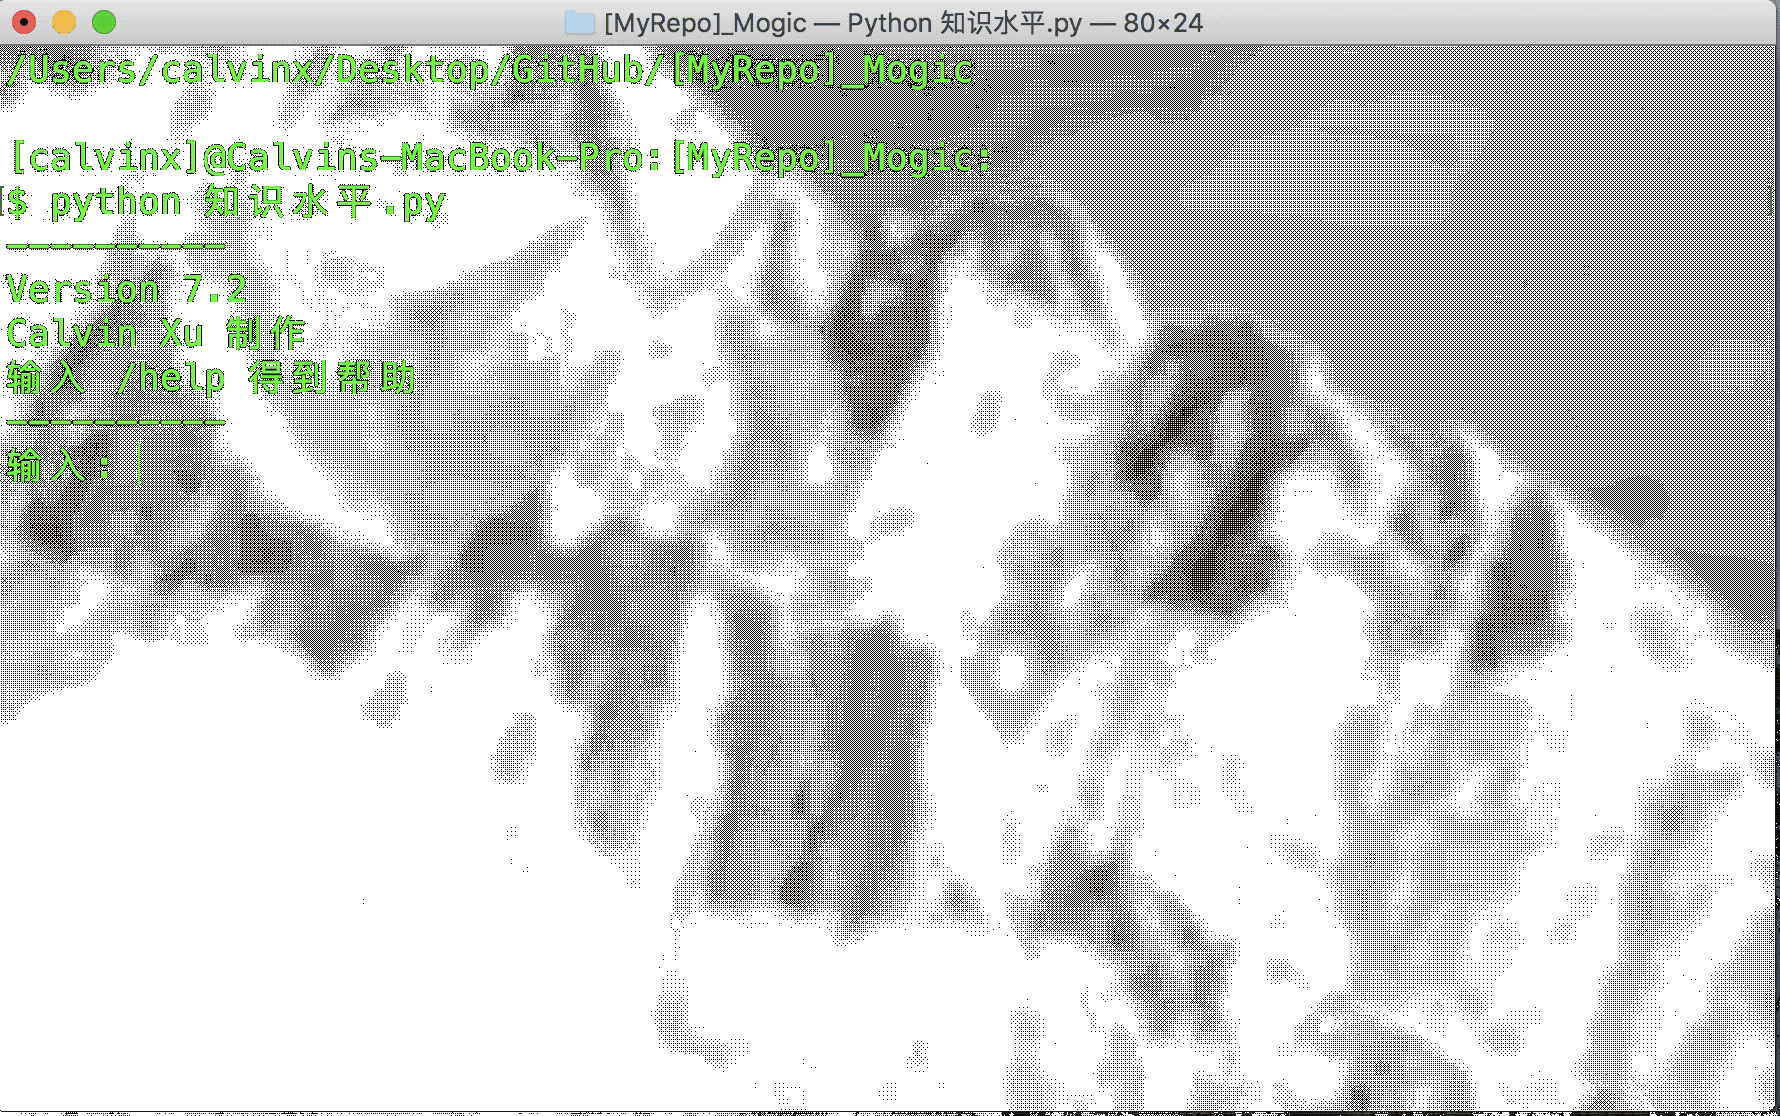 [MyRepo]_Mogic — Python 知识水平.py — 80×24
/Users/calvinx/Desktop/GitHub/[MyRepo]_Mogic
[calvinx]@Calvins-MacBook-Pro:[MyRepo]_Mogic:
$ python 知识水平.py
----------
Version 7.2
Calvin Xu 制作
输入 /help 得到帮助
----------
输入：